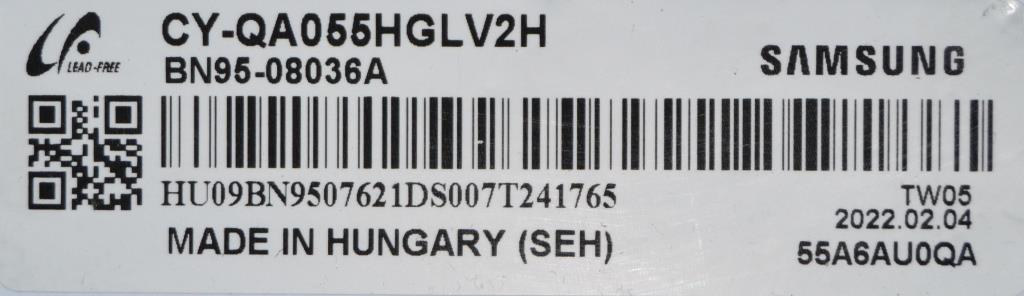 LEAD-FREE
CY-QA055HGLV2H
BN95-08036A
SAMSUNG
HU09BN9507621DS007T241765
TW05
2022.02.04
MADE IN HUNGARY (SEH)
55A6AU0QA